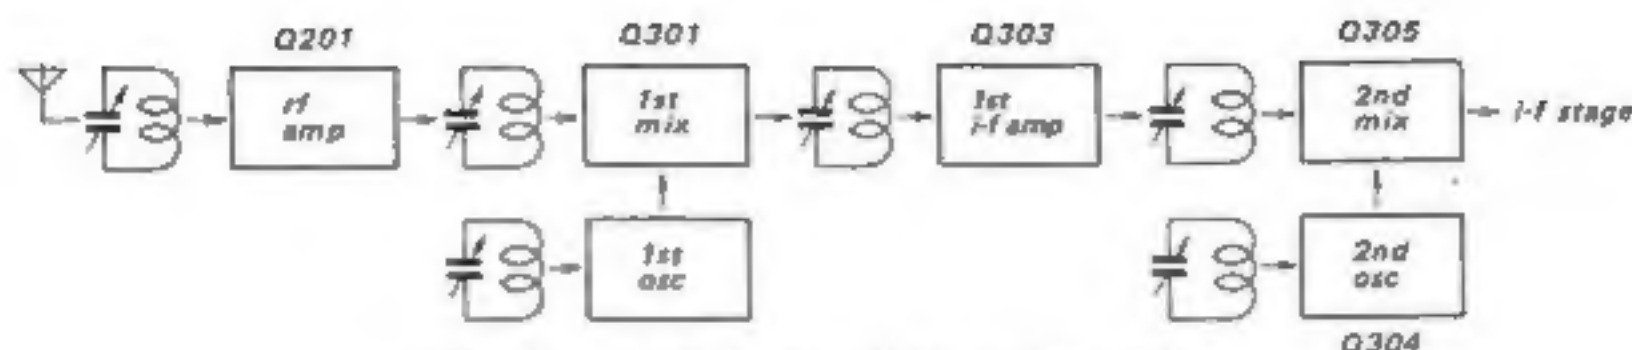 Q201
Q301
Q303
Q305
rf
amp
1st
mix
1st
i-f amp
2nd
mix
i-f stage
1st
osc
2nd
osc
Q304